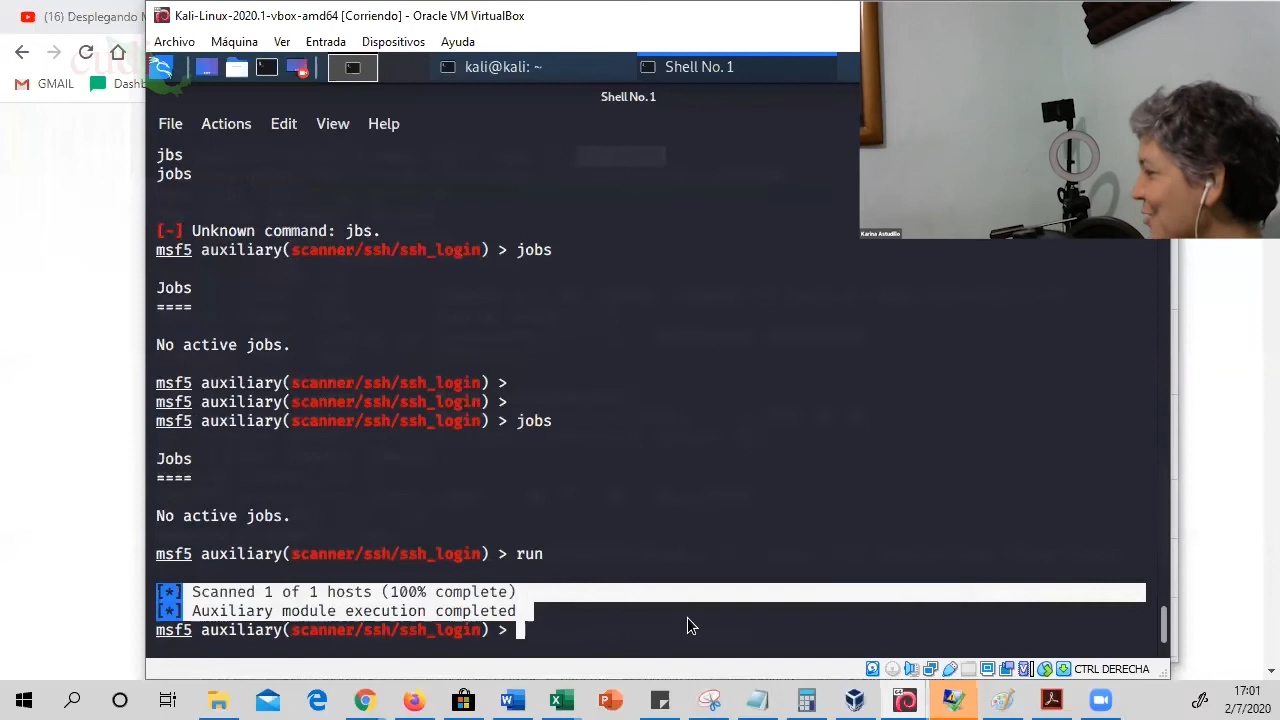 (16) Desplegando M
GMAIL
Dashb
Kali-Linux-2020.1-vbox-amd64 [Corriendo] - Oracle VM VirtualBox
Archivo Máquina Ver Entrada Dispositivos Ayuda
kali@kali: ~
Shell No. 1
Shell No. 1
File Actions Edit View Help
jbs
jobs
[-] Unknown command: jbs.
msf5 auxiliary(scanner/ssh/ssh_login) > jobs
Jobs
====
No active jobs.
msf5 auxiliary(scanner/ssh/ssh_login) >
msf5 auxiliary(scanner/ssh/ssh_login) >
msf5 auxiliary(scanner/ssh/ssh_login) > jobs
Jobs
====
No active jobs.
msf5 auxiliary(scanner/ssh/ssh_login) > run
[*] Scanned 1 of 1 hosts (100% complete)
[*] Auxiliary module execution completed
msf5 auxiliary(scanner/ssh/ssh_login) >
Karina Astudillo
CTRL DERECHA
17:01
2/7/2020